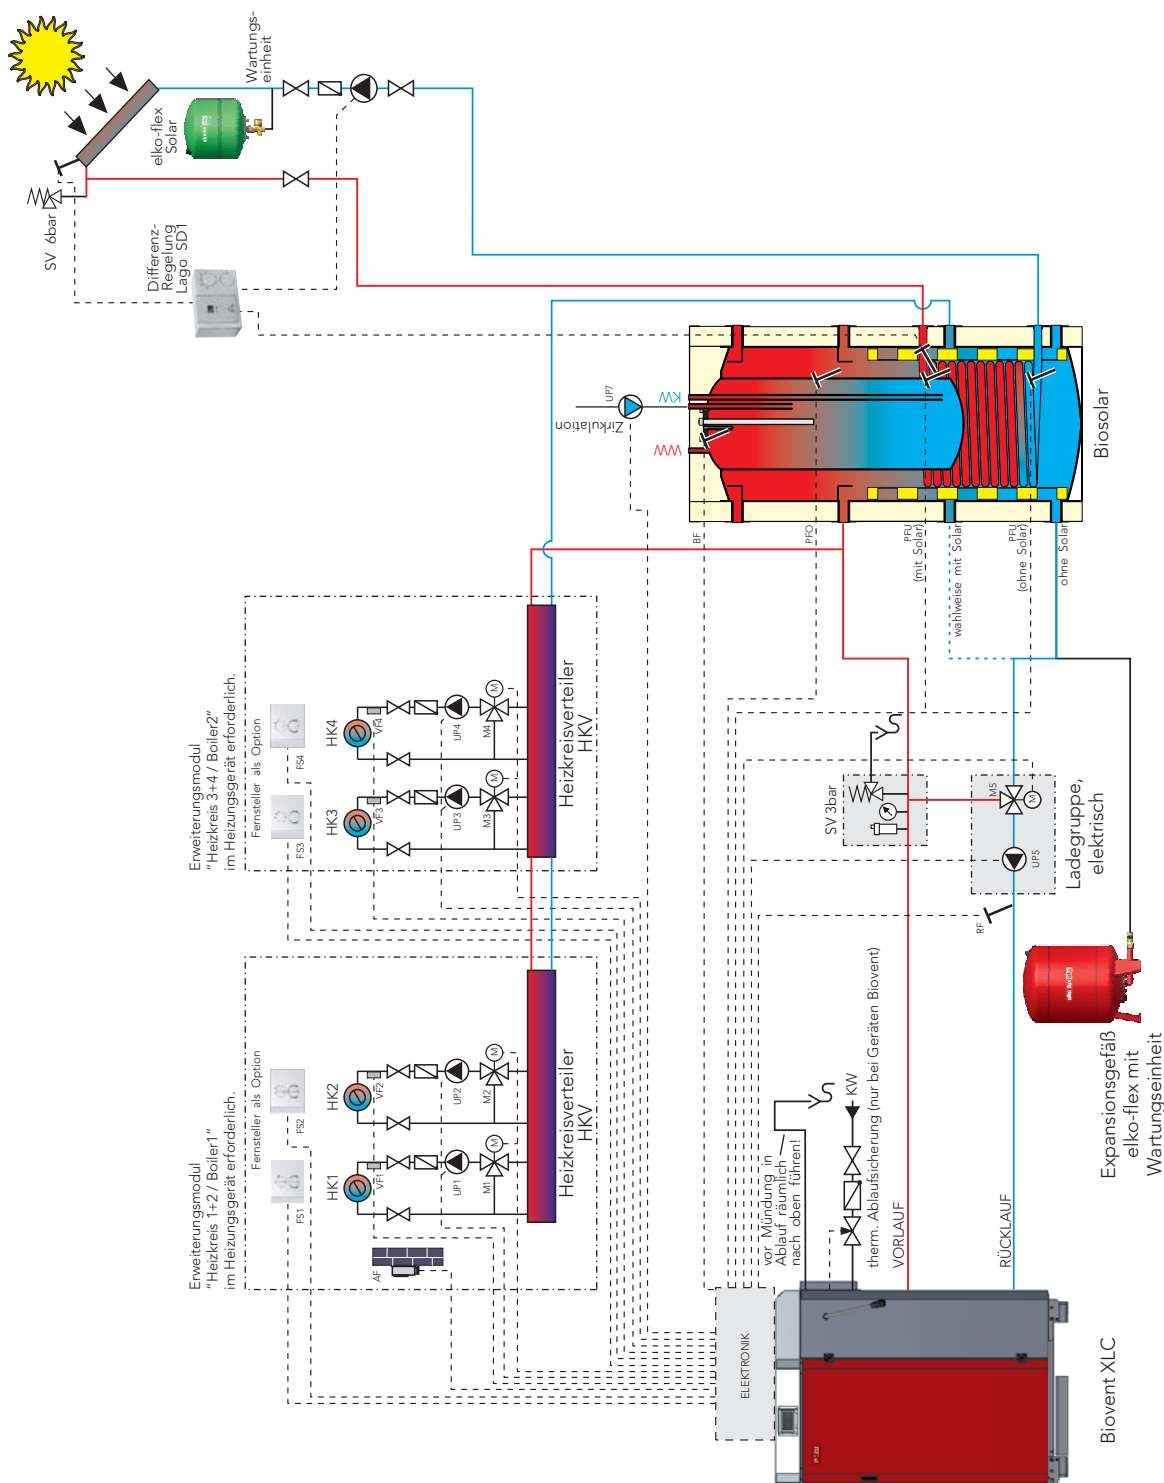 Wartungs-
einheit
elko-flex
Solar
SV 6bar
Differenz-
Regelung
Lago SD1
UP7
Zirkulation
KW
WW
Biosolar
BF
PFO
PFU
(mit Solar)
wahlweise mit Solar
PFU
(ohne Solar)
ohne Solar
Erweiterungsmodul
"Heizkreis 3+4 / Boiler2"
im Heizungsgerät erforderlich.
Fernsteller als Option
FS3
FS4
HK3
HK4
VF3
VF4
UP3
UP4
M3
M4
M
M
Heizkreisverteiler
HKV
Erweiterungsmodul
"Heizkreis 1+2 / Boiler1"
im Heizungsgerät erforderlich.
Fernsteller als Option
FS1
FS2
HK1
HK2
VF1
VF2
UP1
UP2
M1
M2
M
M
Heizkreisverteiler
HKV
AF
SV 3bar
M5
M
UP5
Ladegruppe,
elektrisch
RF
Expansionsgefäß
elko-flex mit
Wartungseinheit
vor Mündung in
Ablauf räumlich
nach oben führen!
KW
therm. Ablaufsicherung (nur bei Geräten Biovent)
VORLAUF
RÜCKLAUF
ELEKTRONIK
Biovent XLC